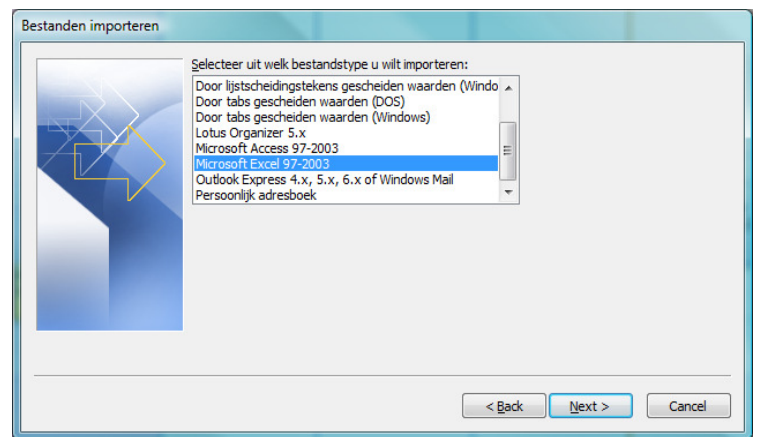 Bestanden importeren
Selecteer uit welk bestandstype u wilt importeren:
Door lijstscheidingstekens gescheiden waarden (Windo
Door tabs gescheiden waarden (DOS)
Door tabs gescheiden waarden (Windows)
Lotus Organizer 5.x
Microsoft Access 97-2003
Microsoft Excel 97-2003
Outlook Express 4.x, 5.x, 6.x of Windows Mail
Persoonlijk adresboek
< Back Next > Cancel